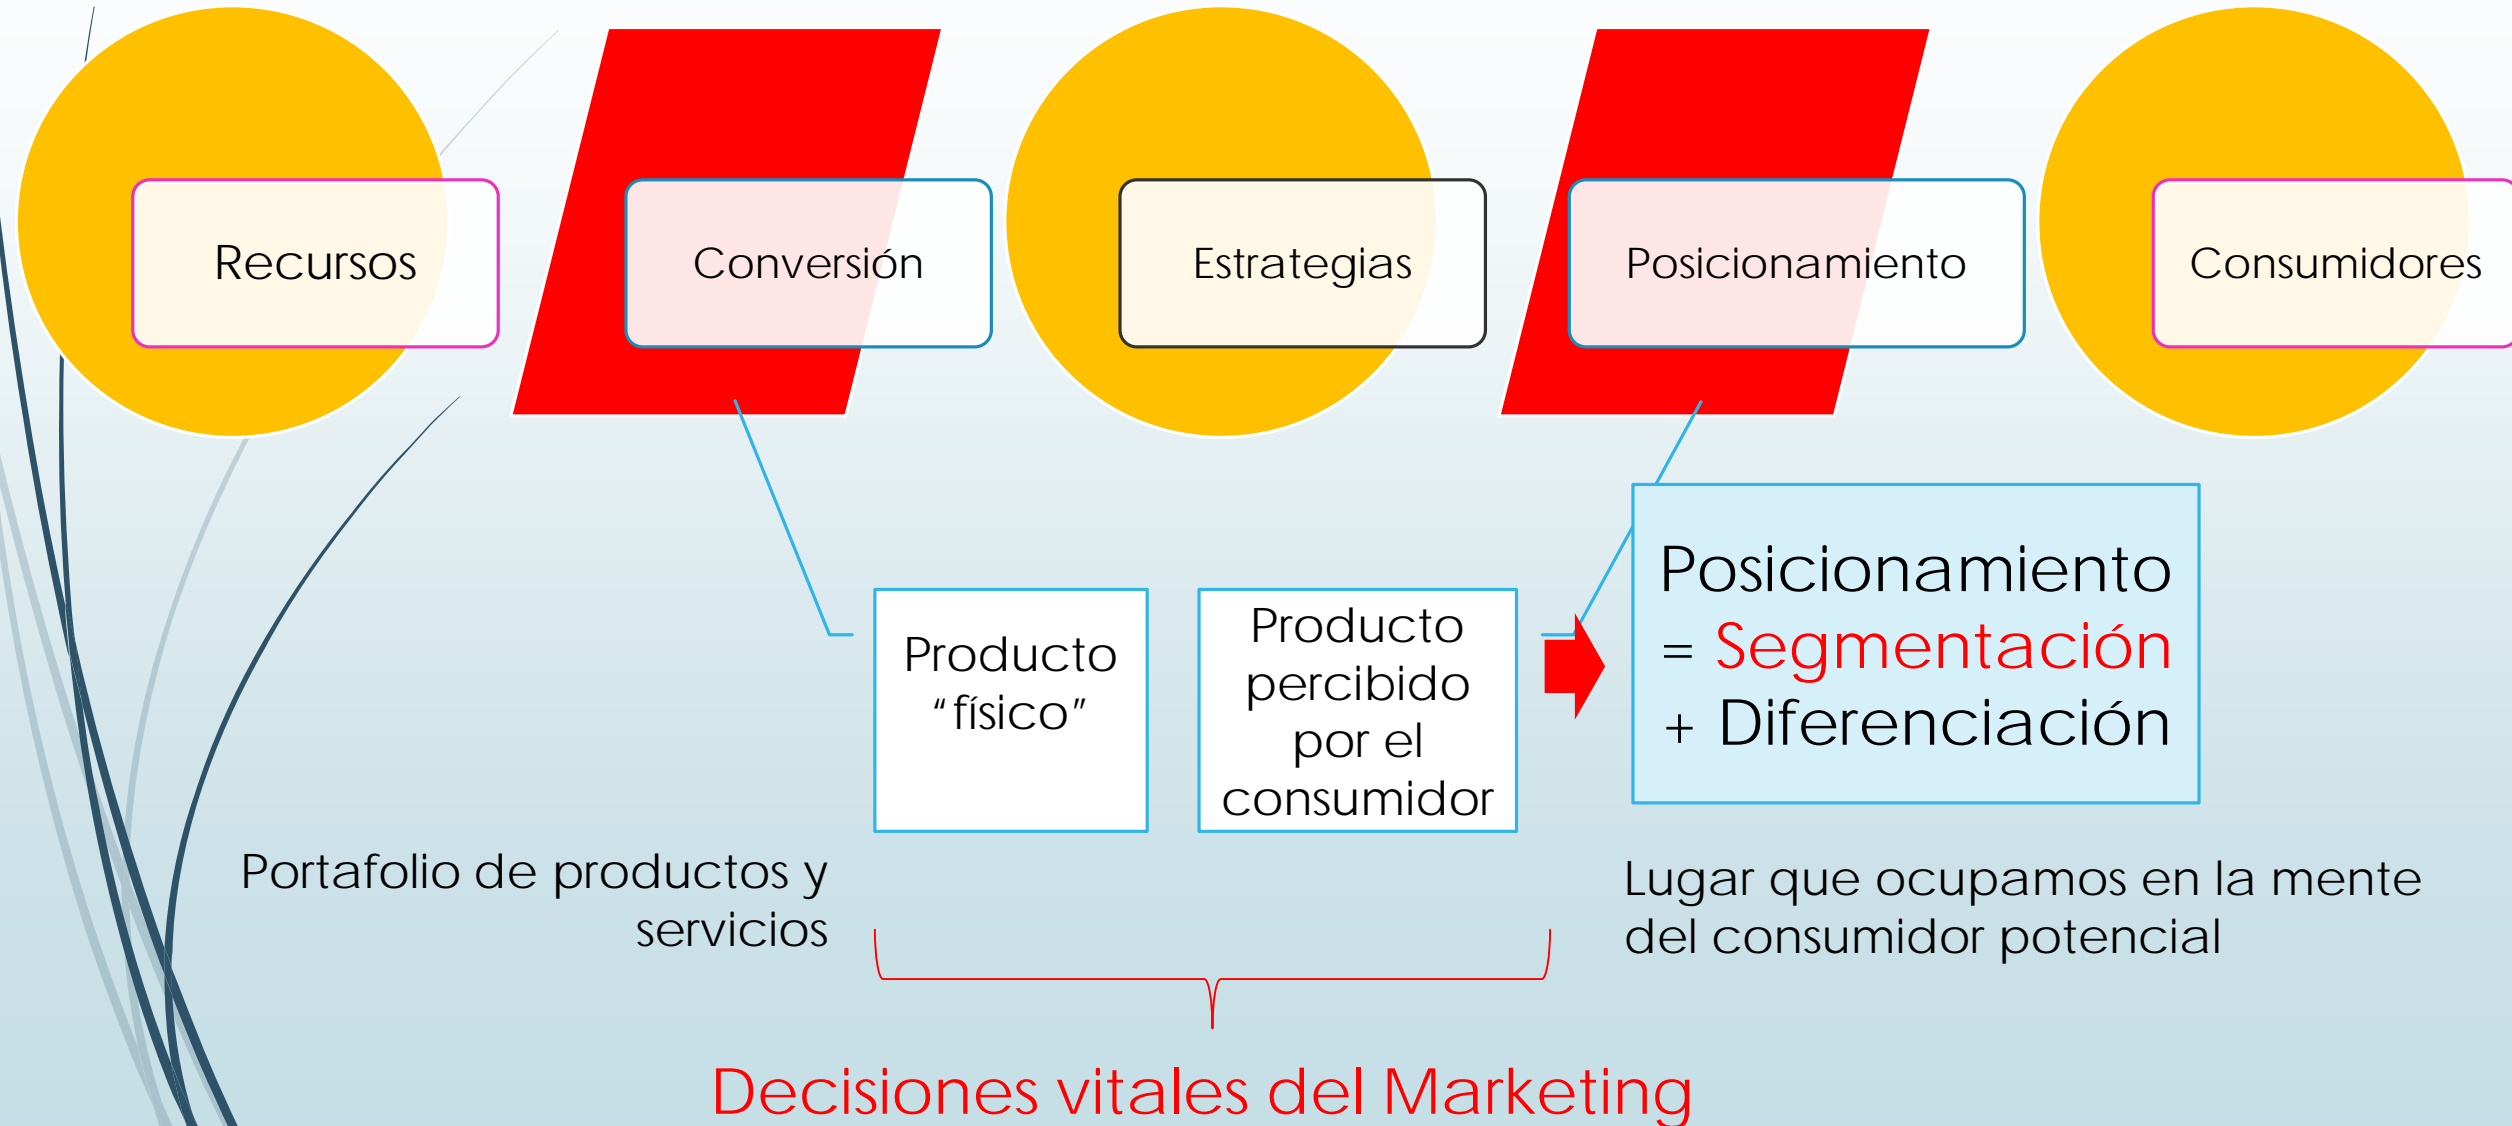 Recursos
Conversión
Estrategias
Posicionamiento
Consumidores
Producto
“físico”
Producto
percibido
por el
consumidor
Posicionamiento
= Segmentación
+ Diferenciación
Portafolio de productos y
servicios
Lugar que ocupamos en la mente
del consumidor potencial
Decisiones vitales del Marketing